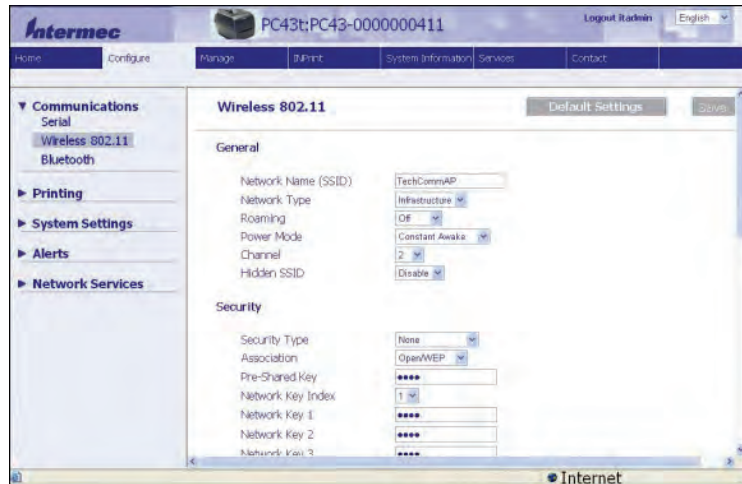 Intermec PC43t:PC43-0000000411 Logout itadmin English
Home Configure Manage INPrint System Information Services Contact
Communications
Serial
Wireless 802.11
Bluetooth
Printing
System Settings
Alerts
Network Services
Wireless 802.11 Default Settings Save
General
Network Name (SSID) TechCommAP
Network Type Infrastructure
Roaming Off
Power Mode Constant Awake
Channel 2
Hidden SSID Disable
Security
Security Type None
Association Open/WEP
Pre-Shared Key ●●●●
Network Key Index 1
Network Key 1 ●●●●
Network Key 2 ●●●●
Network Key 3 ●●●●
Internet